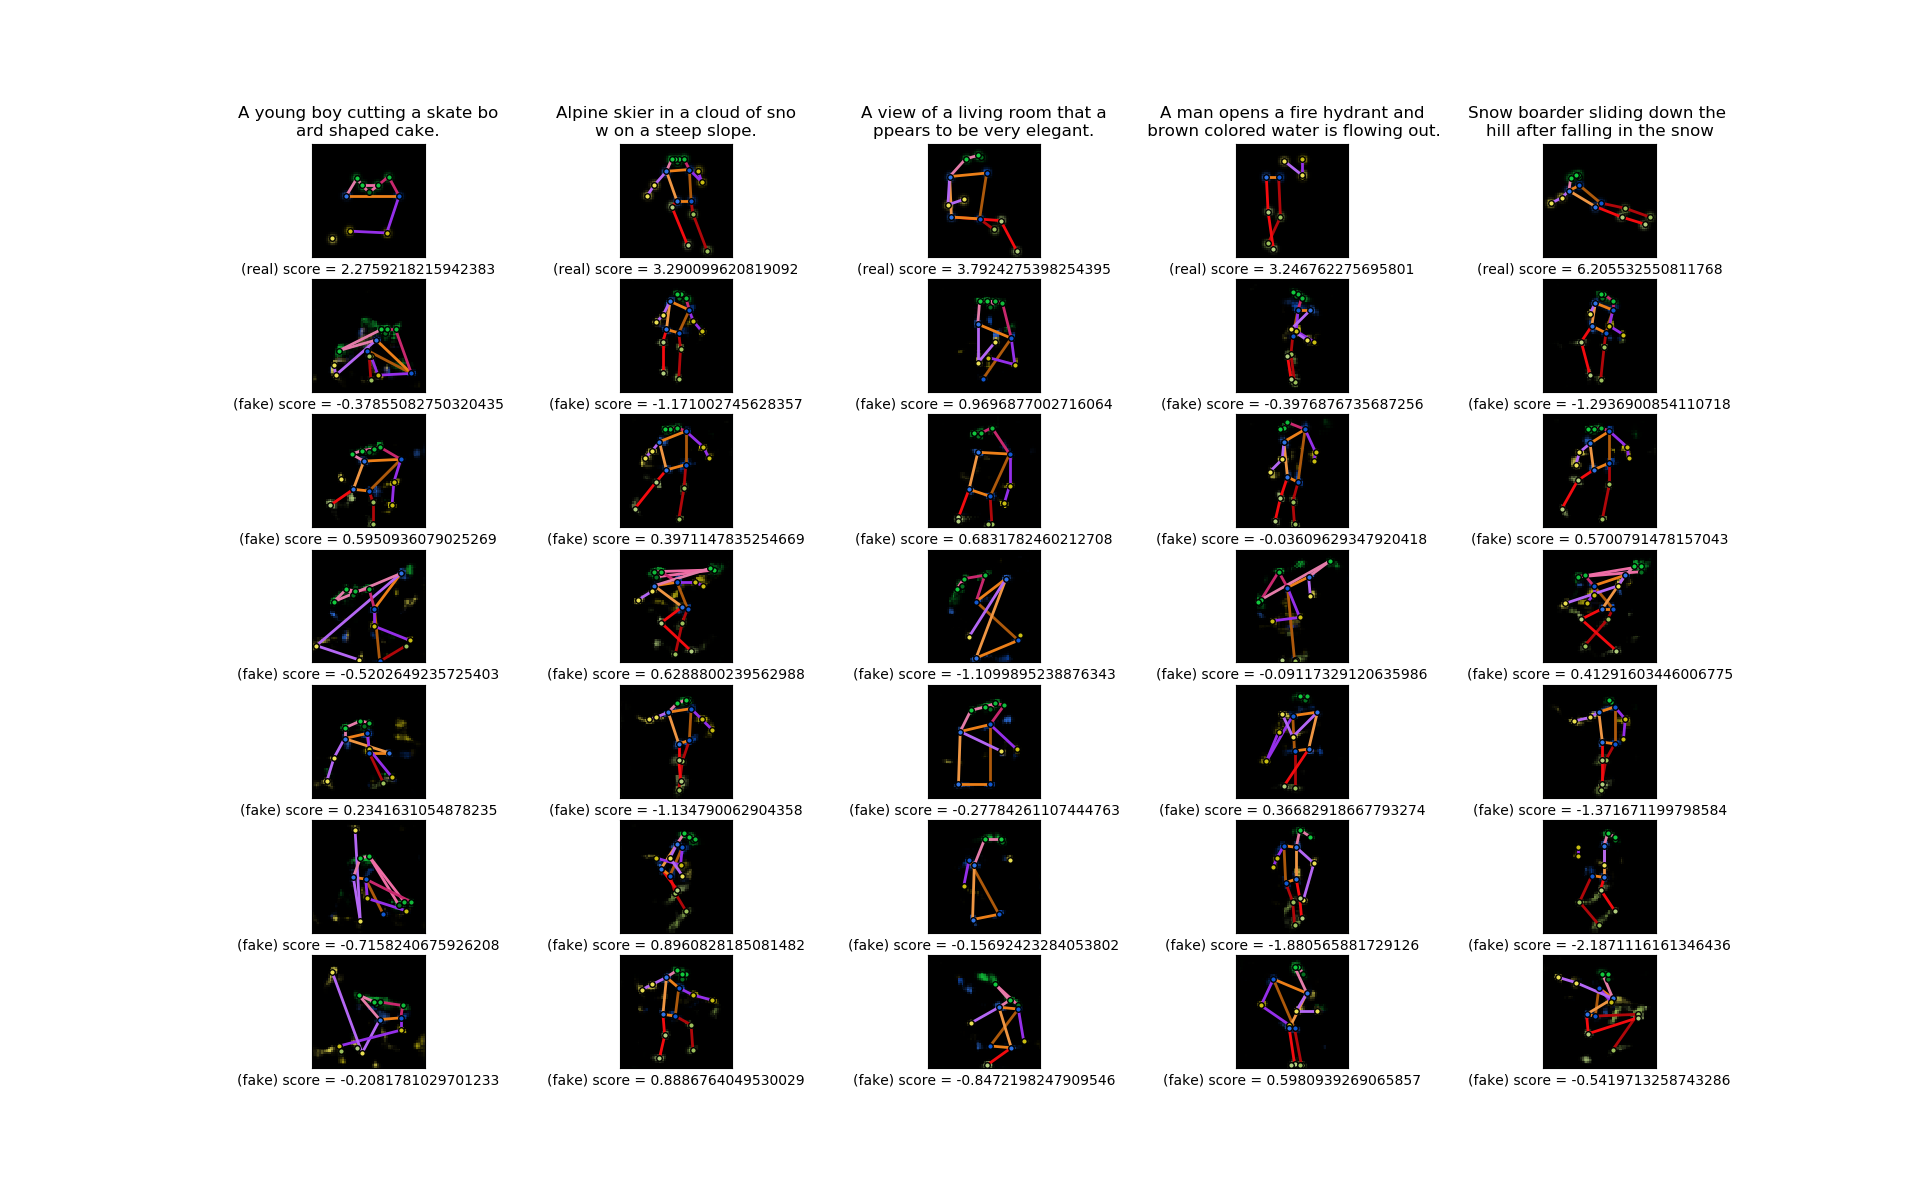 A young boy cutting a skate bo
ard shaped cake.
Alpine skier in a cloud of sno
w on a steep slope.
A view of a living room that a
ppears to be very elegant.
A man opens a fire hydrant and
brown colored water is flowing out.
Snow boarder sliding down the
hill after falling in the snow
(real) score = 2.2759218215942383
(real) score = 3.290099620819092
(real) score = 3.7924275398254395
(real) score = 3.246762275695801
(real) score = 6.205532550811768
(fake) score = -0.37855082750320435
(fake) score = -1.171002745628357
(fake) score = 0.9696877002716064
(fake) score = -0.3976876735687256
(fake) score = -1.2936900854110718
(fake) score = 0.5950936079025269
(fake) score = 0.3971147835254669
(fake) score = 0.6831782460212708
(fake) score = -0.03609629347920418
(fake) score = 0.5700791478157043
(fake) score = -0.5202649235725403
(fake) score = 0.6288800239562988
(fake) score = -1.1099895238876343
(fake) score = -0.09117329120635986
(fake) score = 0.41291603446006775
(fake) score = 0.2341631054878235
(fake) score = -1.134790062904358
(fake) score = -0.27784261107444763
(fake) score = 0.36682918667793274
(fake) score = -1.371671199798584
(fake) score = -0.7158240675926208
(fake) score = 0.8960828185081482
(fake) score = -0.15692423284053802
(fake) score = -1.880565881729126
(fake) score = -2.1871116161346436
(fake) score = -0.2081781029701233
(fake) score = 0.8886764049530029
(fake) score = -0.8472198247909546
(fake) score = 0.5980939269065857
(fake) score = -0.5419713258743286